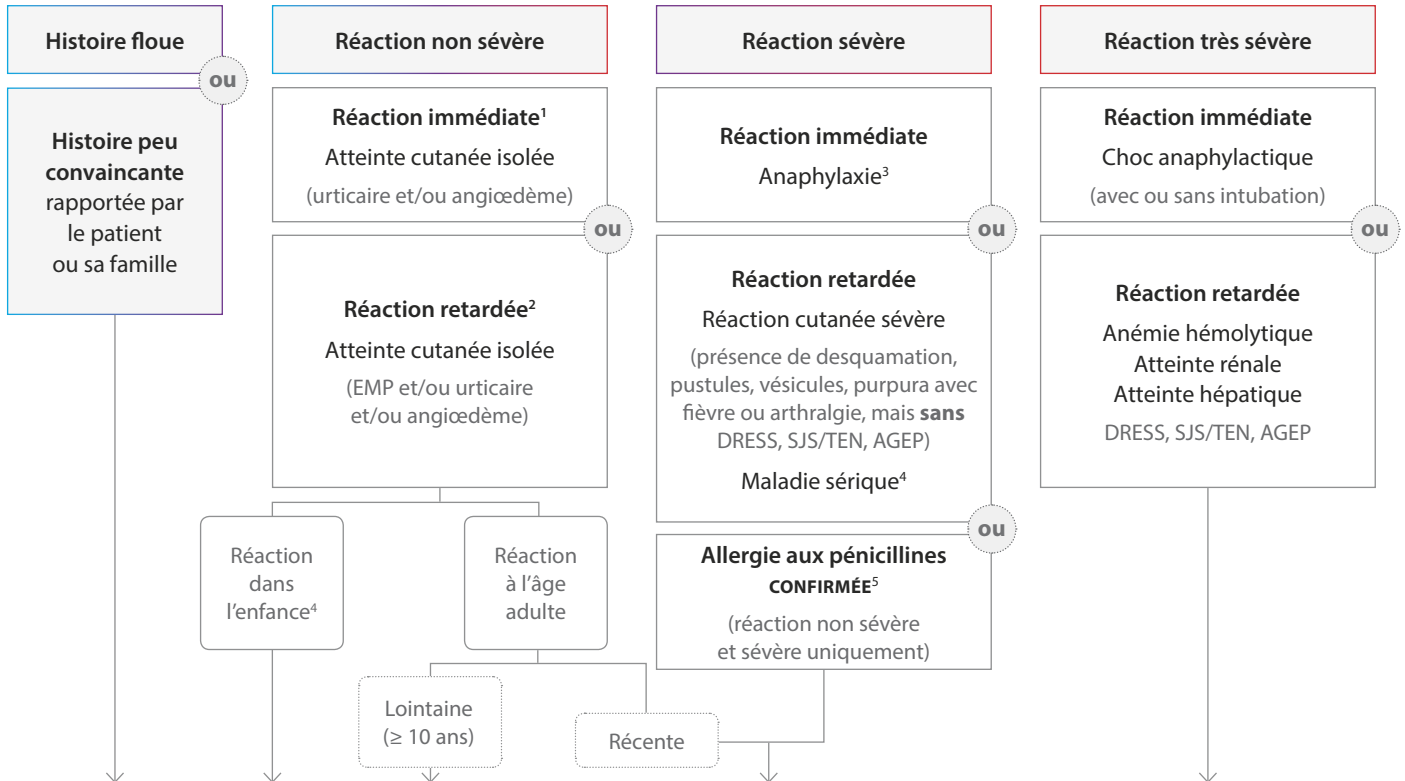 Histoire floue
ou
Histoire peu
convaincante
rapportée par
le patient
ou sa famille
Réaction non sévère
Réaction immédiate¹
Atteinte cutanée isolée
(urticaire et/ou angiœdème)
ou
Réaction retardée²
Atteinte cutanée isolée
(EMP et/ou urticaire
et/ou angiœdème)
Réaction
dans
l’enfance⁴
Réaction
à l’âge
adulte
Lointaine
(≥ 10 ans)
Récente
Réaction sévère
Réaction immédiate
Anaphylaxie³
ou
Réaction retardée
Réaction cutanée sévère
(présence de desquamation,
pustules, vésicules, purpura avec
fièvre ou arthralgie, mais sans
DRESS, SJS/TEN, AGEP)
Maladie sérique⁴
ou
Allergie aux pénicillines
CONFIRMÉE⁵
(réaction non sévère
et sévère uniquement)
Réaction très sévère
Réaction immédiate
Choc anaphylactique
(avec ou sans intubation)
ou
Réaction retardée
Anémie hémolytique
Atteinte rénale
Atteinte hépatique
DRESS, SJS/TEN, AGEP